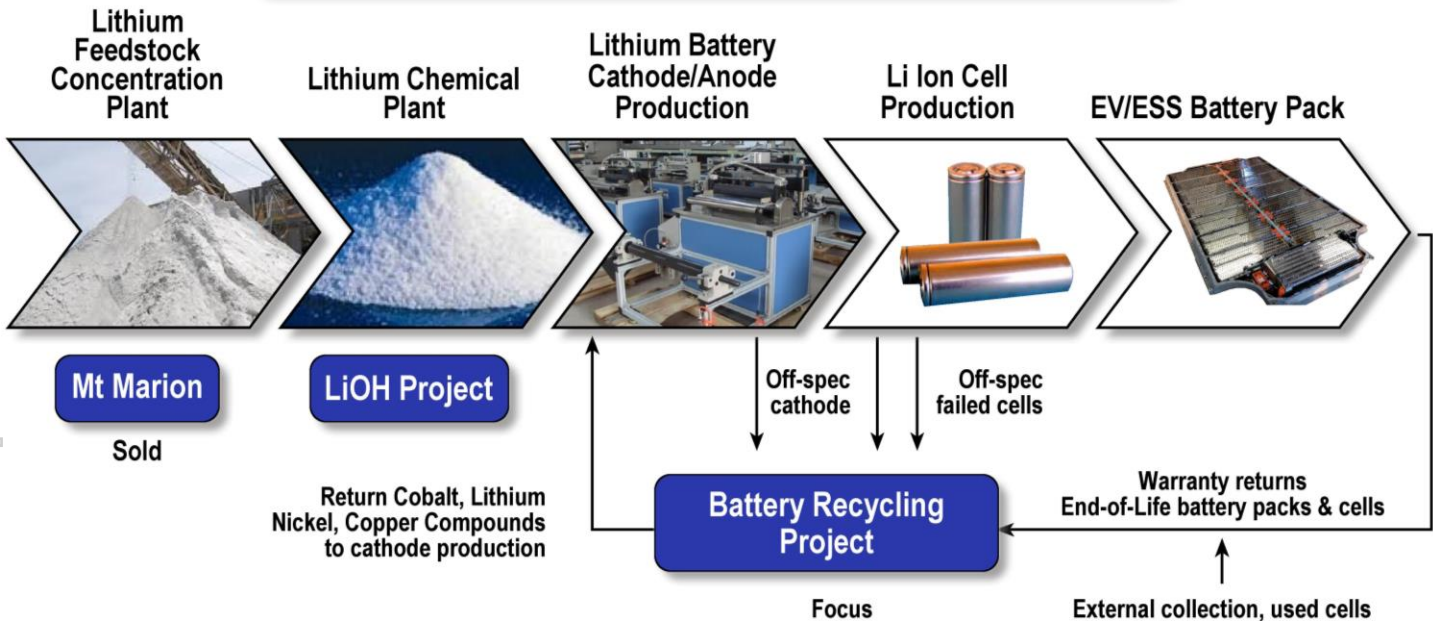 Lithium
Feedstock
Concentration
Plant
Lithium Chemical
Plant
Lithium Battery
Cathode/Anode
Production
Li Ion Cell
Production
EV/ESS Battery Pack
Mt Marion
Sold
LiOH Project
Off-spec
cathode
Off-spec
failed cells
Return Cobalt, Lithium
Nickel, Copper Compounds
to cathode production
Battery Recycling
Project
Focus
Warranty returns
End-of-Life battery packs & cells
External collection, used cells